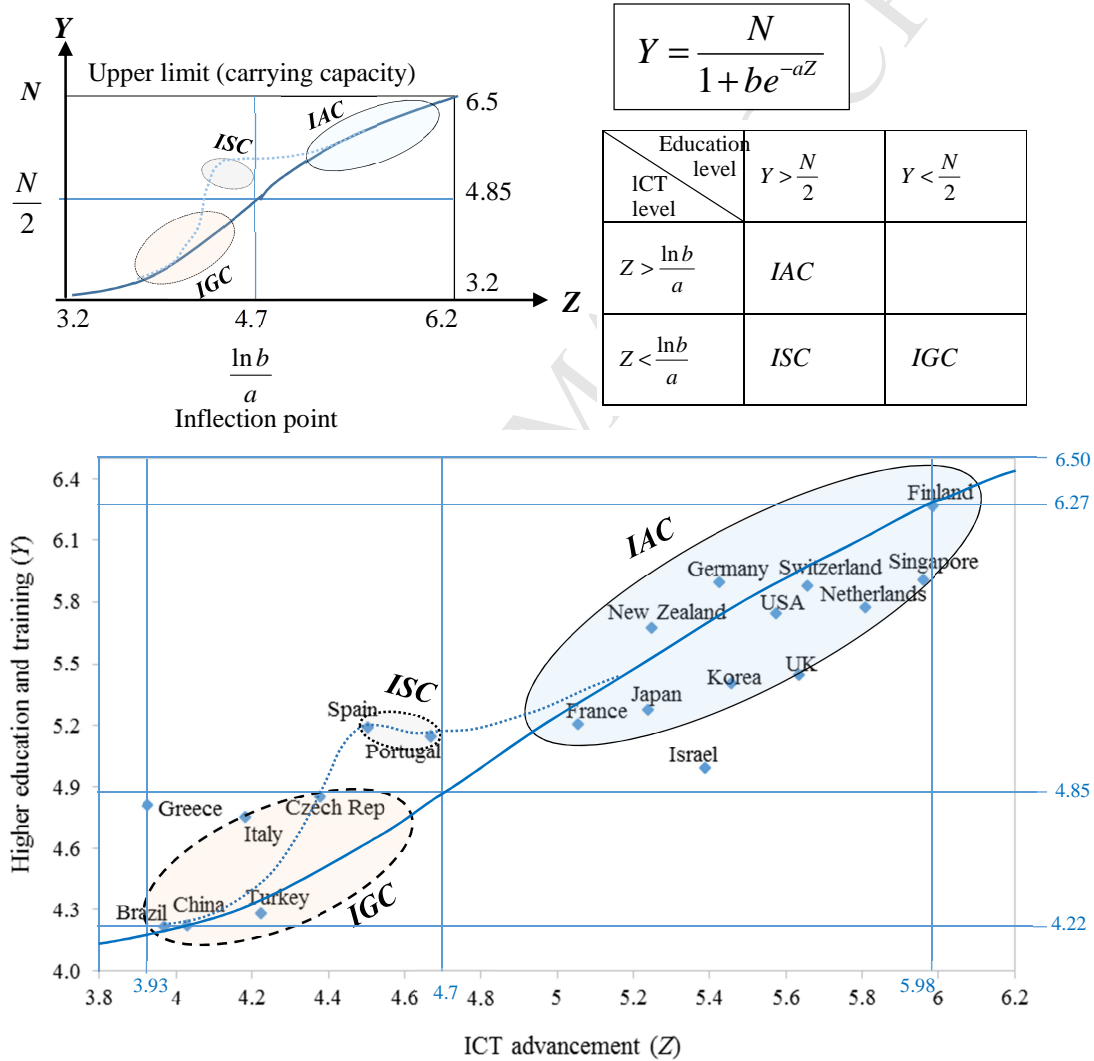 Y
Upper limit (carrying capacity)
N
6.5
IAC
ISC
N/2
4.85
IGC
3.2
Z
3.2
4.7
6.2
ln b/a
Inflection point
Y = N/(1+be^{-aZ})
Education level
ICT level
Y > N/2
Y < N/2
Z > ln b/a
IAC
Z < ln b/a
ISC
IGC
M A
C
Higher education and training (Y)
6.4
6.1
5.8
5.5
5.2
4.9
4.6
4.3
4.0
6.50
6.27
4.85
4.22
IAC
Finland
Germany
Switzerland
Singapore
New Zealand
USA
Netherlands
Korea
UK
ISC
Japan
Spain
France
Portugal
Israel
Greece
Czech Rep
Italy
Brazil
China
Turkey
IGC
3.93
4.7
5.98
3.8
4
4.2
4.4
4.6
4.8
5
5.2
5.4
5.6
5.8
6
6.2
ICT advancement (Z)